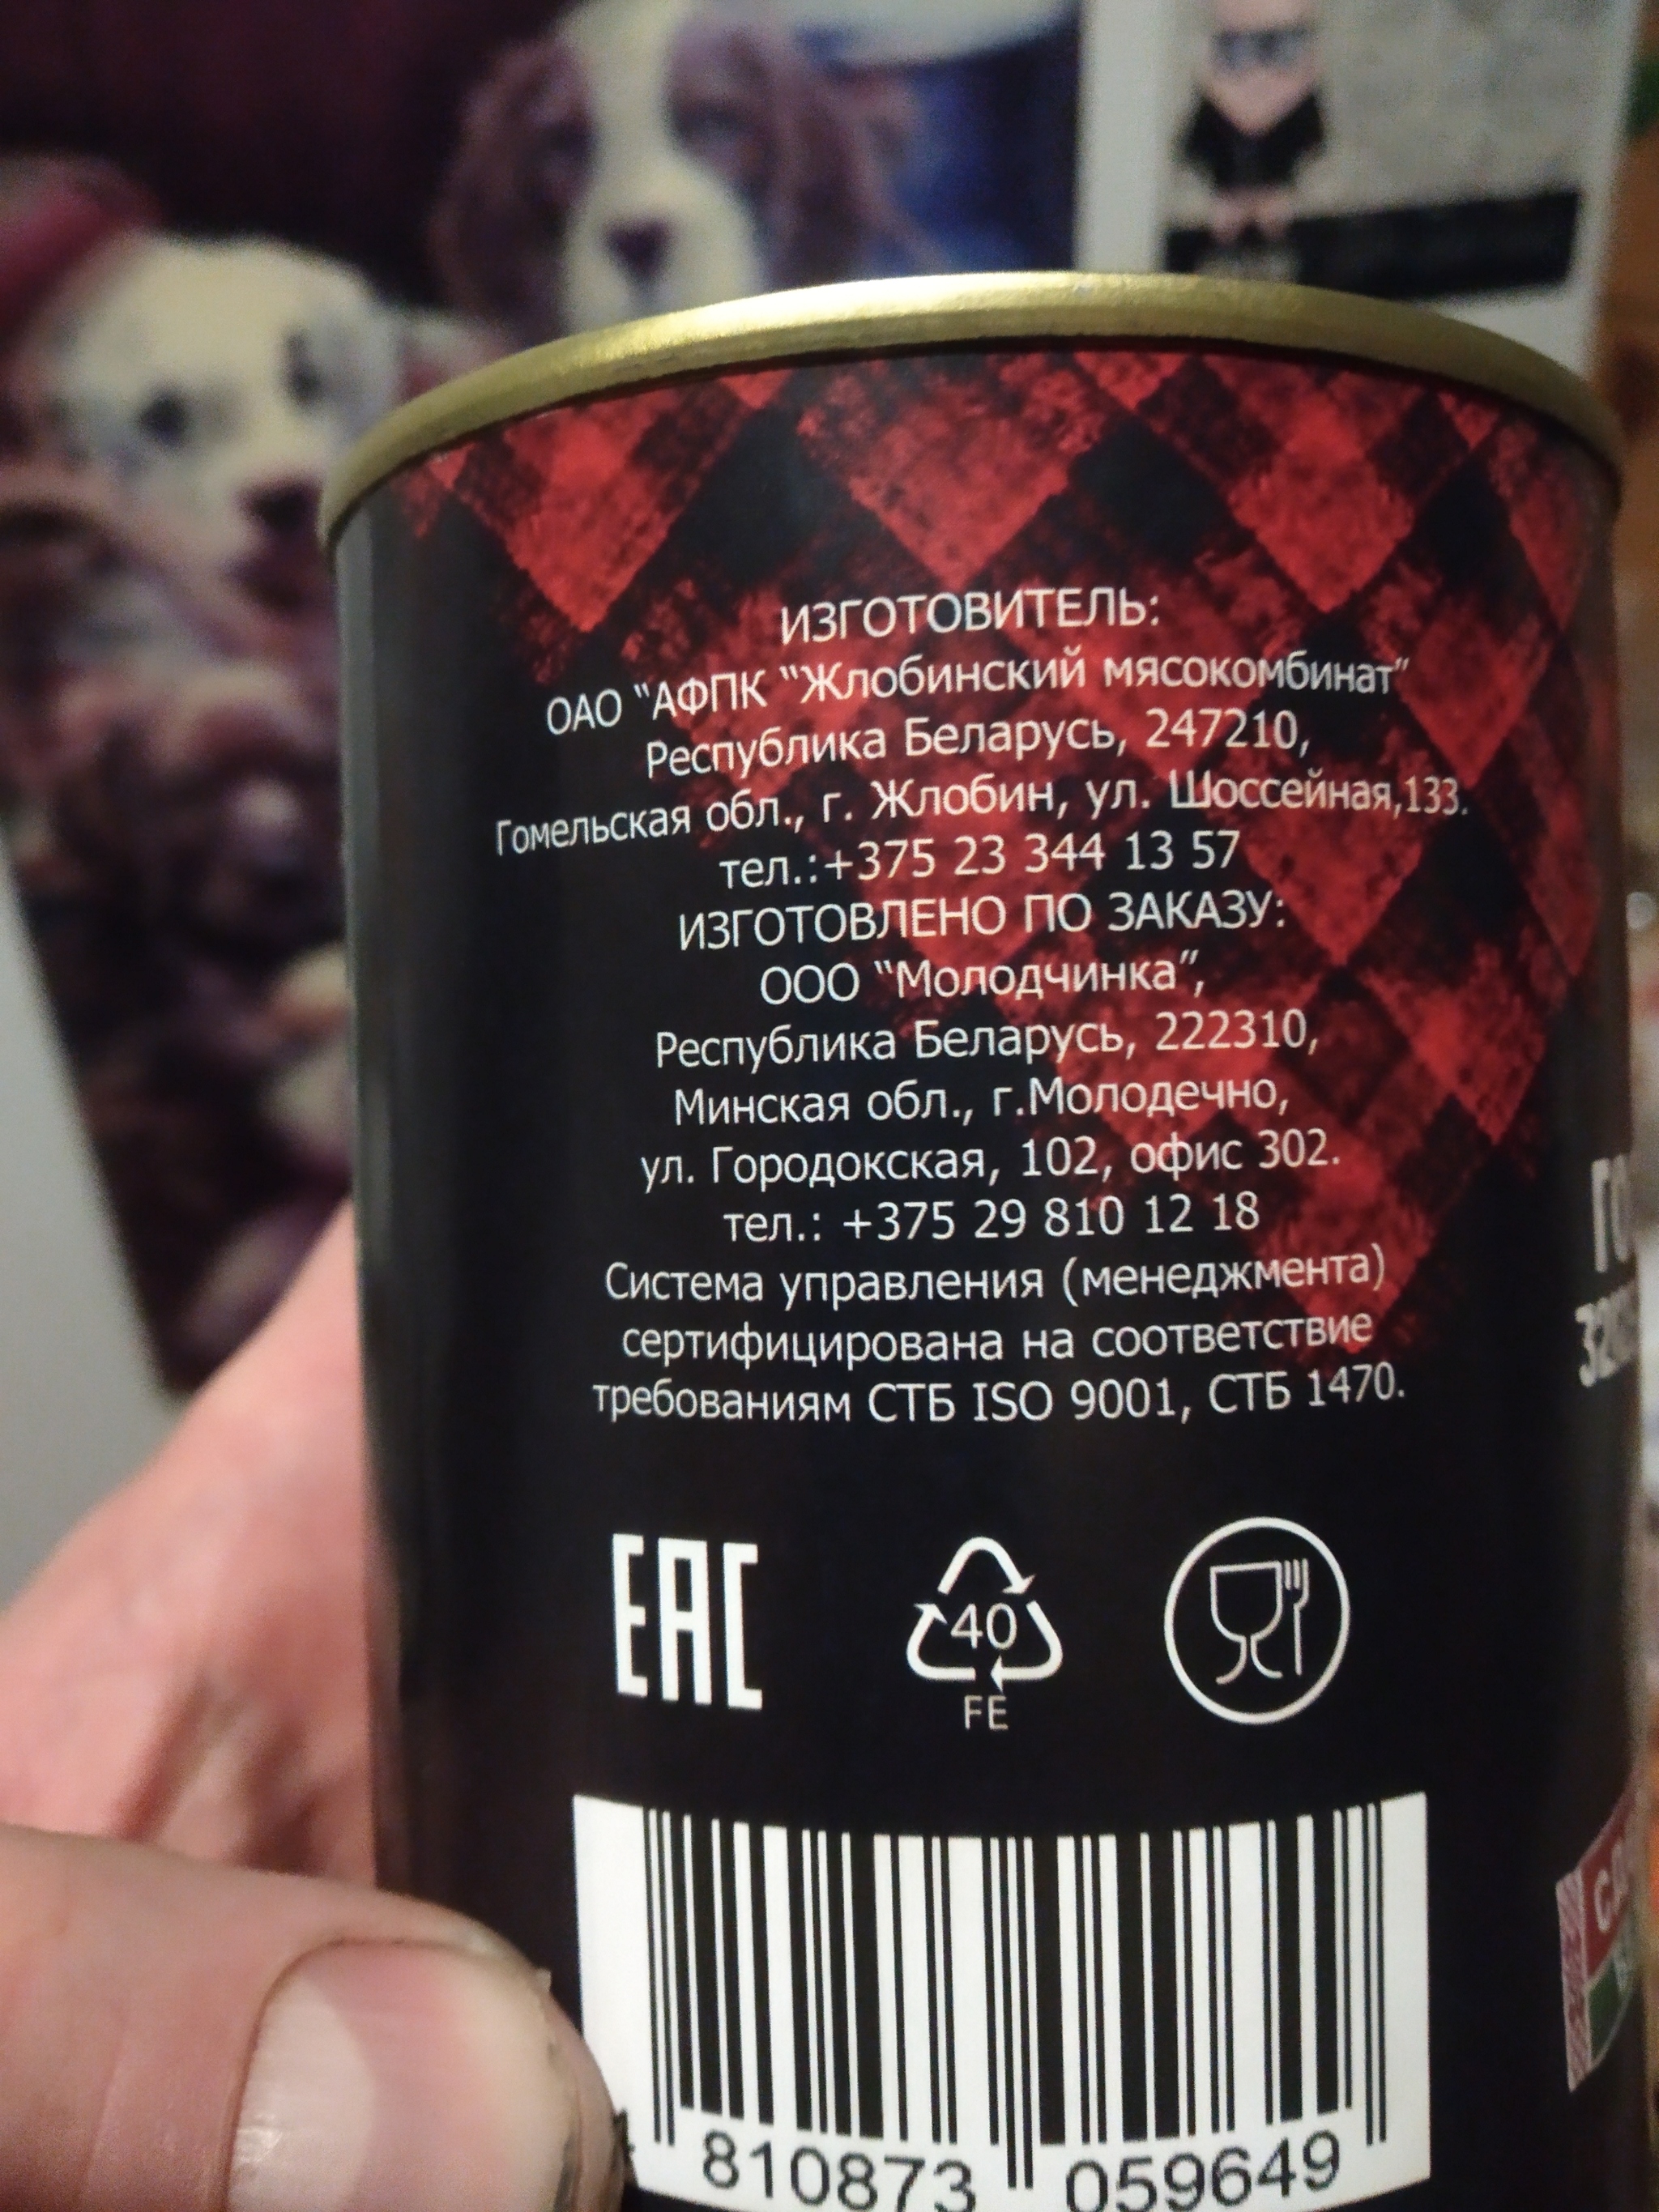 ИЗГОТОВИТЕЛЬ:
ОАО "АФПК "Жлобинский мясокомбинат"
Республика Беларусь, 247210,
Гомельская обл., г. Жлобин, ул. Шоссейная,133.
тел.:+375 23 344 13 57
ИЗГОТОВЛЕНО ПО ЗАКАЗУ:
ООО "Молодчинка",
Республика Беларусь, 222310,
Минская обл., г.Молодечно,
ул. Городокская, 102, офис 302.
тел.: +375 29 810 12 18
Система управления (менеджмента)
сертифицирована на соответствие
требованиям СТБ ISO 9001, СТБ 1470.
EAC
40
FE
810873 059649